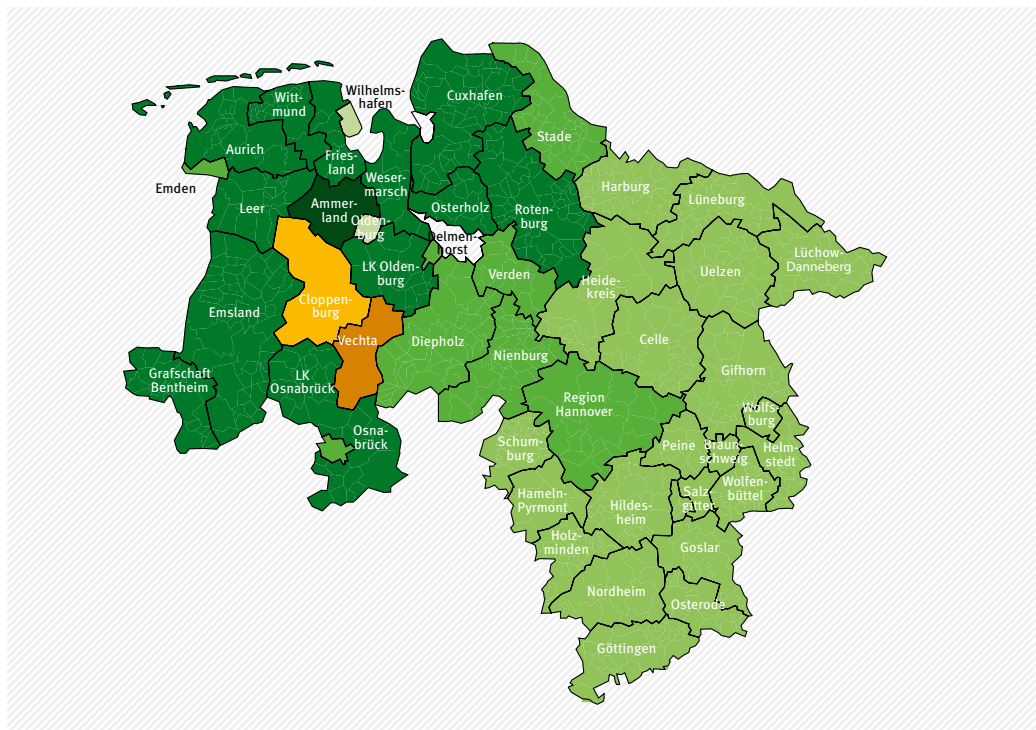 Wilhelms-
hafen
Cuxhafen
Witt-
mund
Stade
Aurich
Fries-
land
Emden
Weser-
marsch
Harburg
Lüneburg
Leer
Ammer-
land
Osterholz
Roten-
burg
Olden-
burg
Delmen-
horst
Lüchow-
Danneberg
LK Olden-
burg
Verden
Heide-
kreis
Uelzen
Emsland
Cloppen-
burg
Vechta
Diepholz
Nienburg
Celle
Grafschaft
Bentheim
LK
Osnabrück
Gifhorn
Region
Hannover
Wolfs-
burg
Osna-
brück
Schum-
burg
Peine
Braun-
schweig
Helm-
stedt
Hameln-
Pyrmont
Hildes-
heim
Salz-
gitter
Wolfen-
büttel
Holz-
minden
Goslar
Nordheim
Osterode
Göttingen